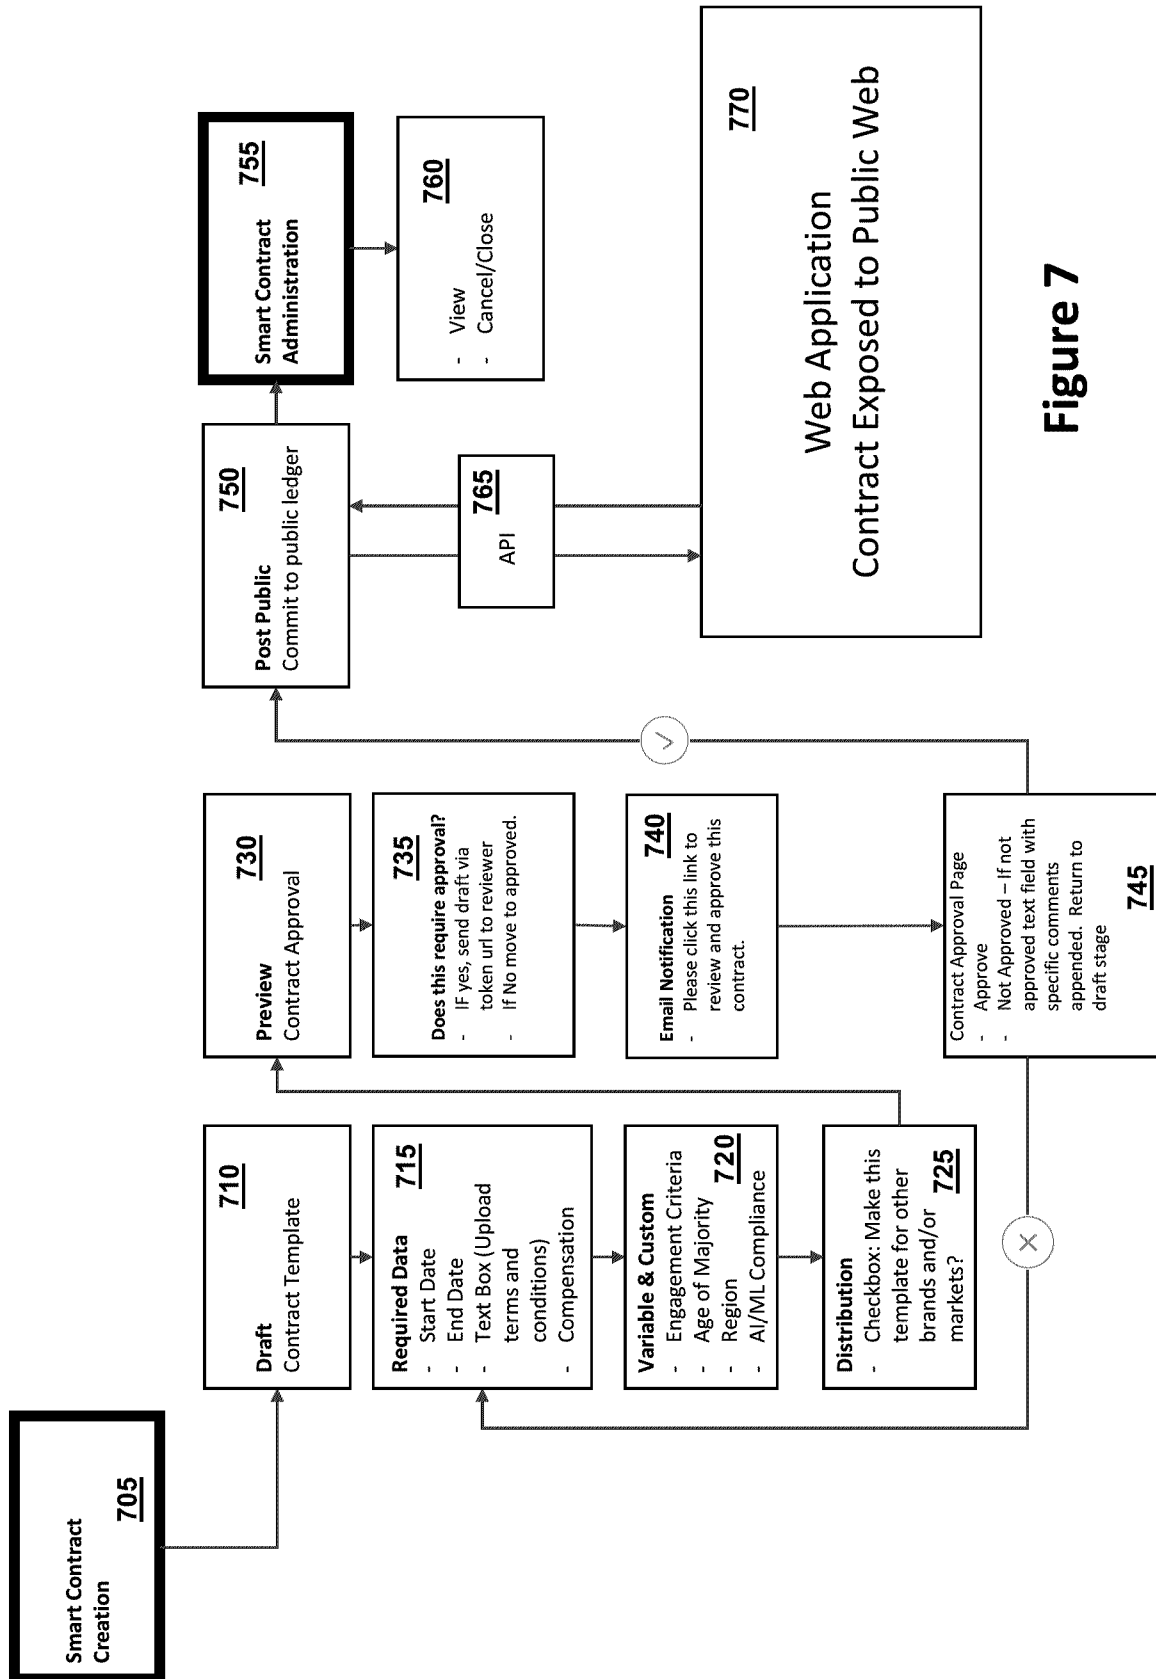 Smart Contract
Creation
705
Draft
Contract Template
710
Required Data
715
- Start Date
- End Date
- Text Box (Upload
terms and
conditions)
- Compensation
Variable & Custom
- Engagement Criteria
- Age of Majority
- Region
720
- AI/ML Compliance
Distribution
- Checkbox: Make this
template for other
brands and/or
markets?
725
Preview
Contract Approval
730
Does this require approval?
- IF yes, send draft via
token url to reviewer
- If No move to approved.
735
Email Notification
740
- Please click this link to
review and approve this
contract.
Contract Approval Page
- Approve
- Not Approved – If not
approved text field with
specific comments
appended. Return to
draft stage
745
Post Public
Commit to public ledger
750
Smart Contract
Administration
755
- View
- Cancel/Close
760
API
765
770
Web Application
Contract Exposed to Public Web
Figure 7